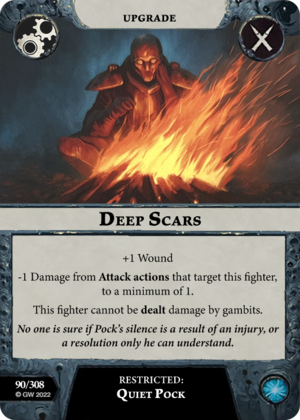 UPGRADE
DEEP SCARS
+1 Wound
-1 Damage from Attack actions that target this fighter,
to a minimum of 1.
This fighter cannot be dealt damage by gambits.
No one is sure if Pock's silence is a result of an injury, or
a resolution only he can understand.
90/308
© GW 2022
RESTRICTED:
QUIET POCK